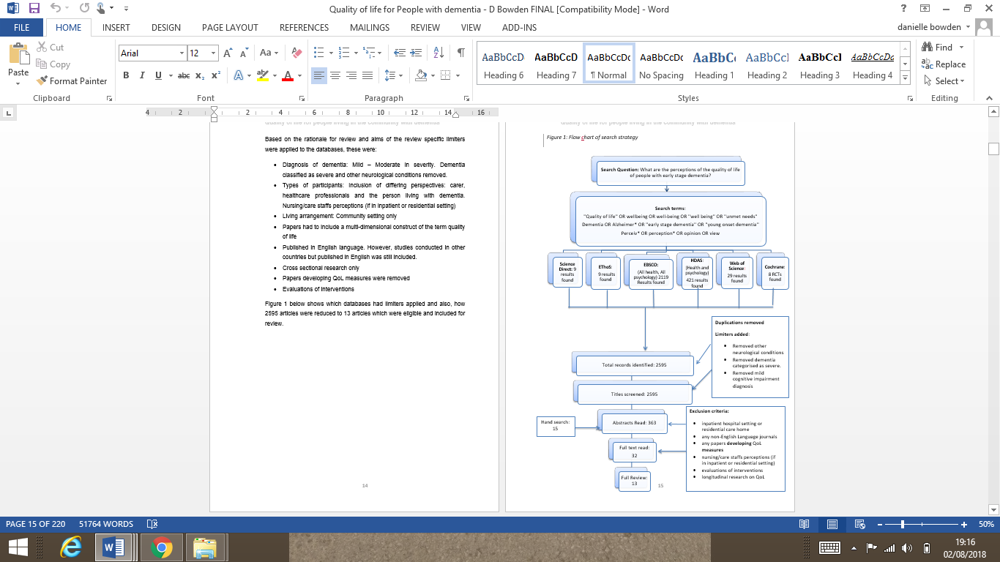 Quality of life for People with dementia - D Bowden FINAL [Compatibility Mode] - Word
FILE HOME INSERT DESIGN PAGE LAYOUT REFERENCES MAILINGS REVIEW VIEW ADD-INS
danielle bowden
Paste
Cut
Copy
Format Painter
Clipboard
Arial 12
Font
Paragraph
AaBbCcD AaBbCcD AaBbCcDc AaBbCcDc AaBbCc AaBbCcI AaBbCcI AaBbCcDc
Heading 6 Heading 7 ¶ Normal No Spacing Heading 1 Heading 2 Heading 3 Heading 4
Styles
Find
Replace
Select
Editing
4 2 2 4 6 8 10 12 14 16
Quality of life for people living in the Community with dementia
Based on the rationale for review and aims of the review specific limiters
were applied to the databases, these were:
• Diagnosis of dementia: Mild – Moderate in severity. Dementia
classified as severe and other neurological conditions removed.
• Types of participants: Inclusion of differing perspectives: carer,
healthcare professionals and the person living with dementia.
Nursing/care staffs perceptions (if in inpatient or residential setting)
• Living arrangement: Community setting only
• Papers had to include a multi-dimensional construct of the term quality
of life
• Published in English language. However, studies conducted in other
countries but published in English was still included.
• Cross sectional research only
• Papers developing QoL measures were removed
• Evaluations of interventions
Figure 1 below shows which databases had limiters applied and also, how
2595 articles were reduced to 13 articles which were eligible and included for
review.
14
Quality of life for people living in the Community with dementia
Figure 1: Flow chart of search strategy
Search Question: What are the perceptions of the quality of life
of people with early stage dementia?
Search terms:
"Quality of life" OR wellbeing OR well-being OR "well being" OR "unmet needs"
Dementia OR Alzheimer* OR "early stage dementia" OR "young onset dementia"
Perceiv* OR perception* OR opinion OR view
Science
Direct: 9
results
found
EThoS:
9 results
found
EBSCO:
(All health, All
psychology) 2119
Results found
HDAS:
(Health and
psychology)
421 results
found
Web of
Science:
29 results
found
Cochrane:
8 RCTs
found
Duplications removed
Limiters added:
• Removed other
neurological conditions
• Removed dementia
categorised as severe.
• Removed mild
cognitive impairment
diagnosis
Total records identified: 2595
Titles screened: 2595
Hand search:
15
Abstracts Read: 363
Exclusion criteria:
• inpatient hospital setting or
residential care home
• any non-English Language journals
• any papers developing QoL
measures
• nursing/care staffs perceptions (if
in inpatient or residential setting)
• evaluations of interventions
• longitudinal research on QoL
Full text read:
32
Full Review:
13
15
PAGE 15 OF 220 51764 WORDS
50%
19:16
02/08/2018